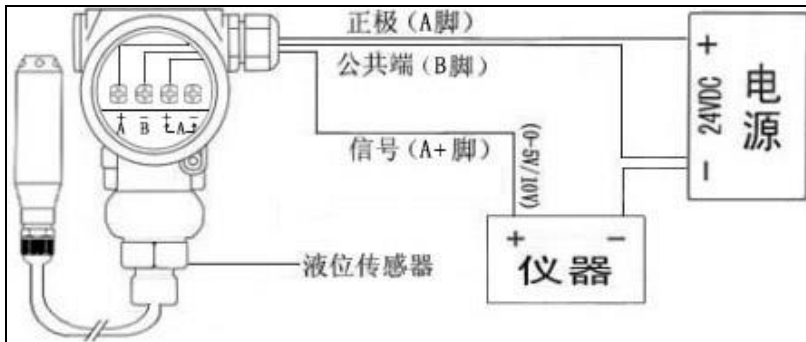 正极(A脚)
公共端(B脚)
信号(A+脚)
(0-5V/10V)
+
24VDC
−
电源
+ − + −
A B A
+ −
仪器
液位传感器